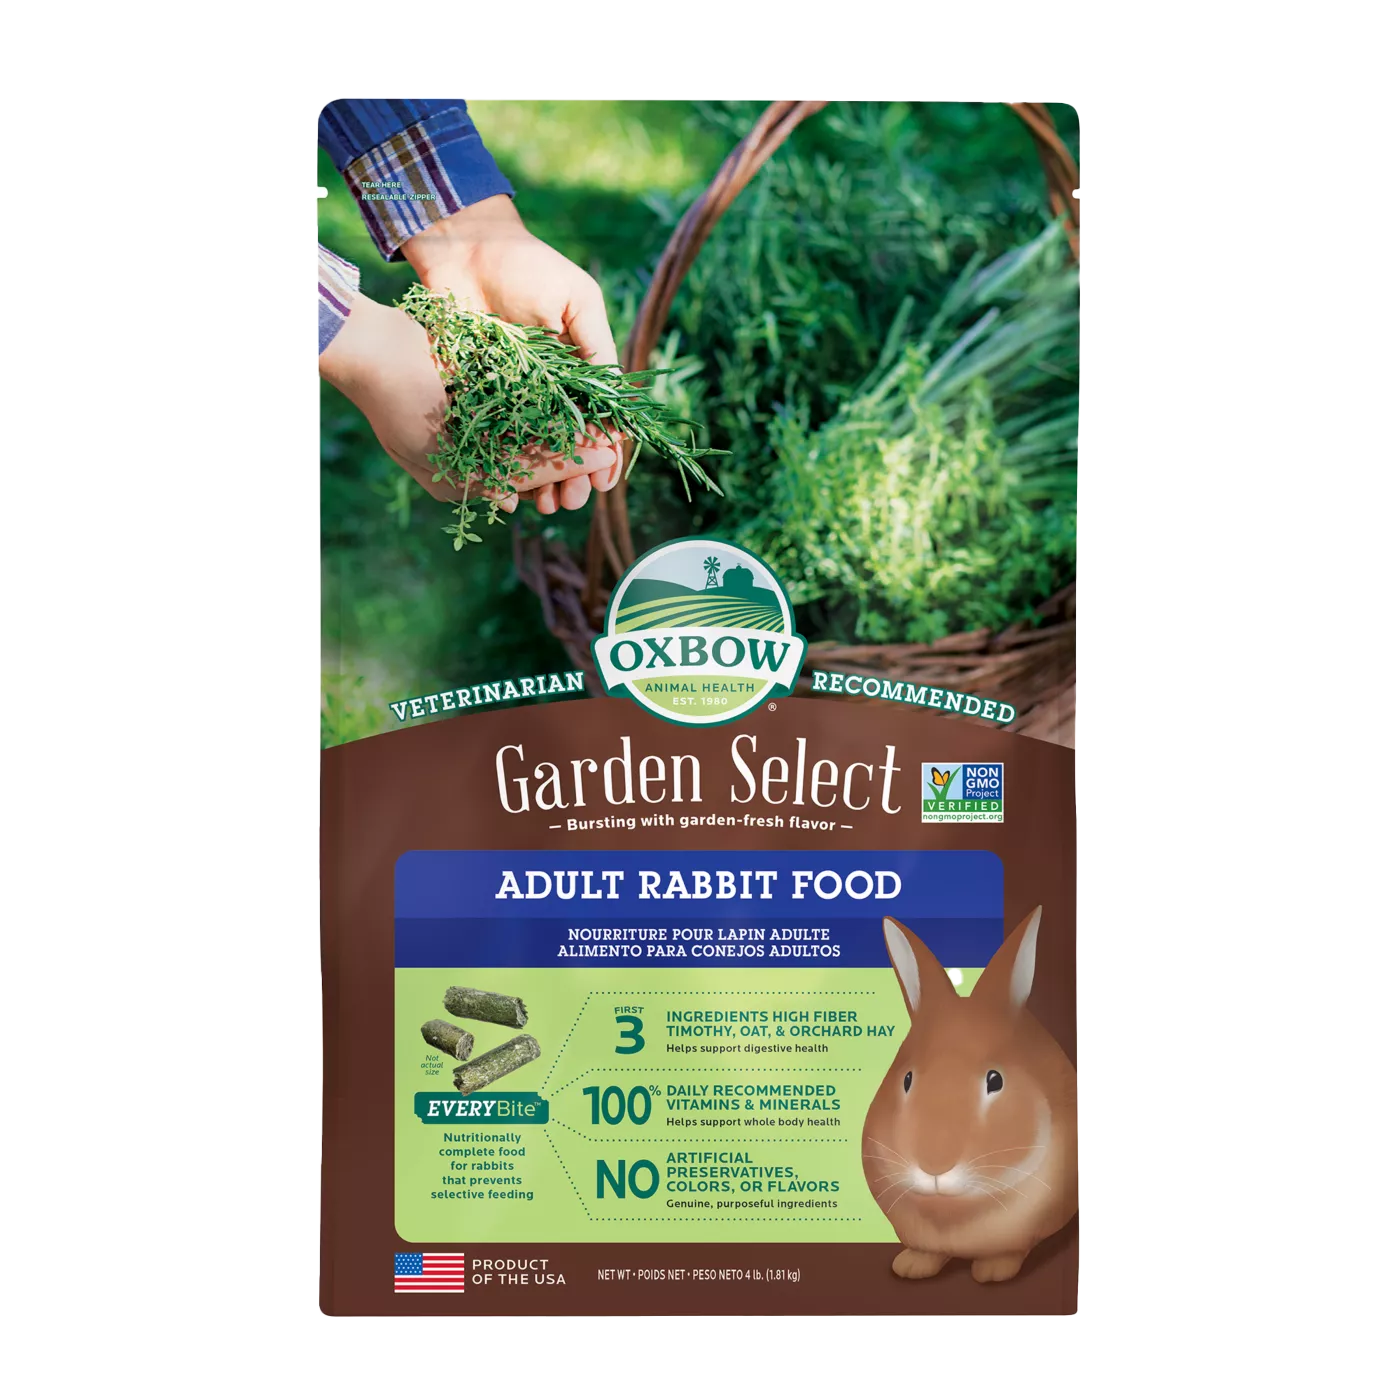 TEAR HERE
RESEALABLE ZIPPER
OXBOW
ANIMAL HEALTH
EST. 1980
®
VETERINARIAN RECOMMENDED
Garden Select
— Bursting with garden-fresh flavor —
NON
GMO
Project
VERIFIED
nongmoproject.org
ADULT RABBIT FOOD
NOURRITURE POUR LAPIN ADULTE
ALIMENTO PARA CONEJOS ADULTOS
Not
actual
size
EVERYBite™
Nutritionally
complete food
for rabbits
that prevents
selective feeding
FIRST
3
INGREDIENTS HIGH FIBER
TIMOTHY, OAT, & ORCHARD HAY
Helps support digestive health
100%
DAILY RECOMMENDED
VITAMINS & MINERALS
Helps support whole body health
NO
ARTIFICIAL
PRESERVATIVES,
COLORS, OR FLAVORS
Genuine, purposeful ingredients
PRODUCT
OF THE USA
NET WT • POIDS NET • PESO NETO 4 lb. (1.81 kg)